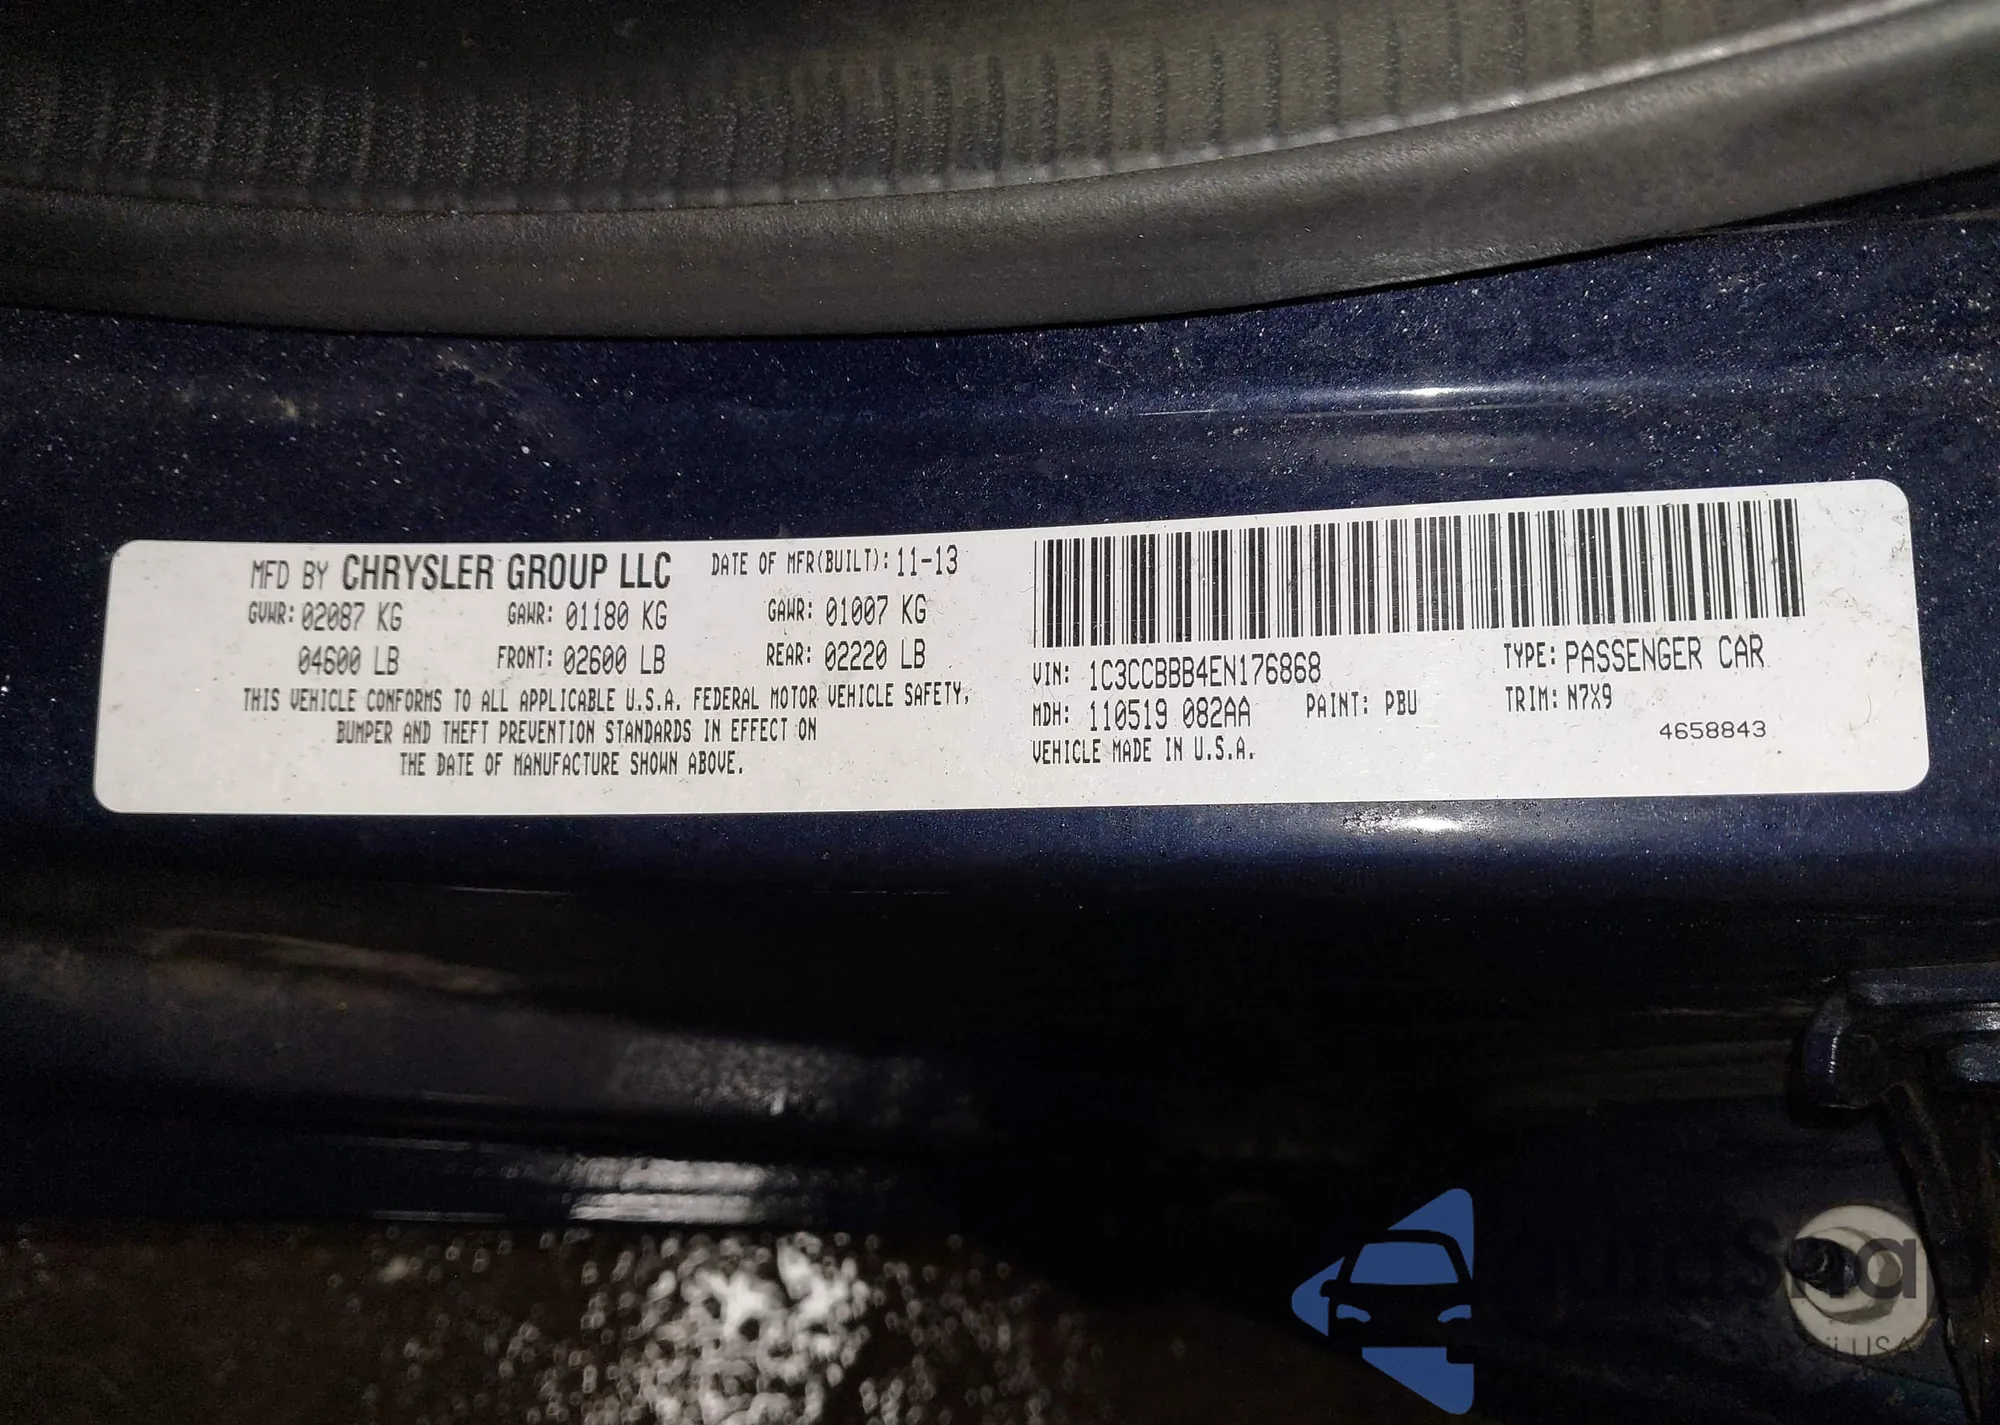 MFD BY CHRYSLER GROUP LLC DATE OF MFR(BUILT): 11-13
GVWR: 02087 KG GAWR: 01180 KG GAWR: 01007 KG
04600 LB FRONT: 02600 LB REAR: 02220 LB
THIS VEHICLE CONFORMS TO ALL APPLICABLE U.S.A. FEDERAL MOTOR VEHICLE SAFETY,
BUMPER AND THEFT PREVENTION STANDARDS IN EFFECT ON
THE DATE OF MANUFACTURE SHOWN ABOVE.
VIN: 1C3CCBBB4EN176868 TYPE: PASSENGER CAR
MDH: 110519 082AA PAINT: PBU TRIM: N7X9
4658843
VEHICLE MADE IN U.S.A.
USA